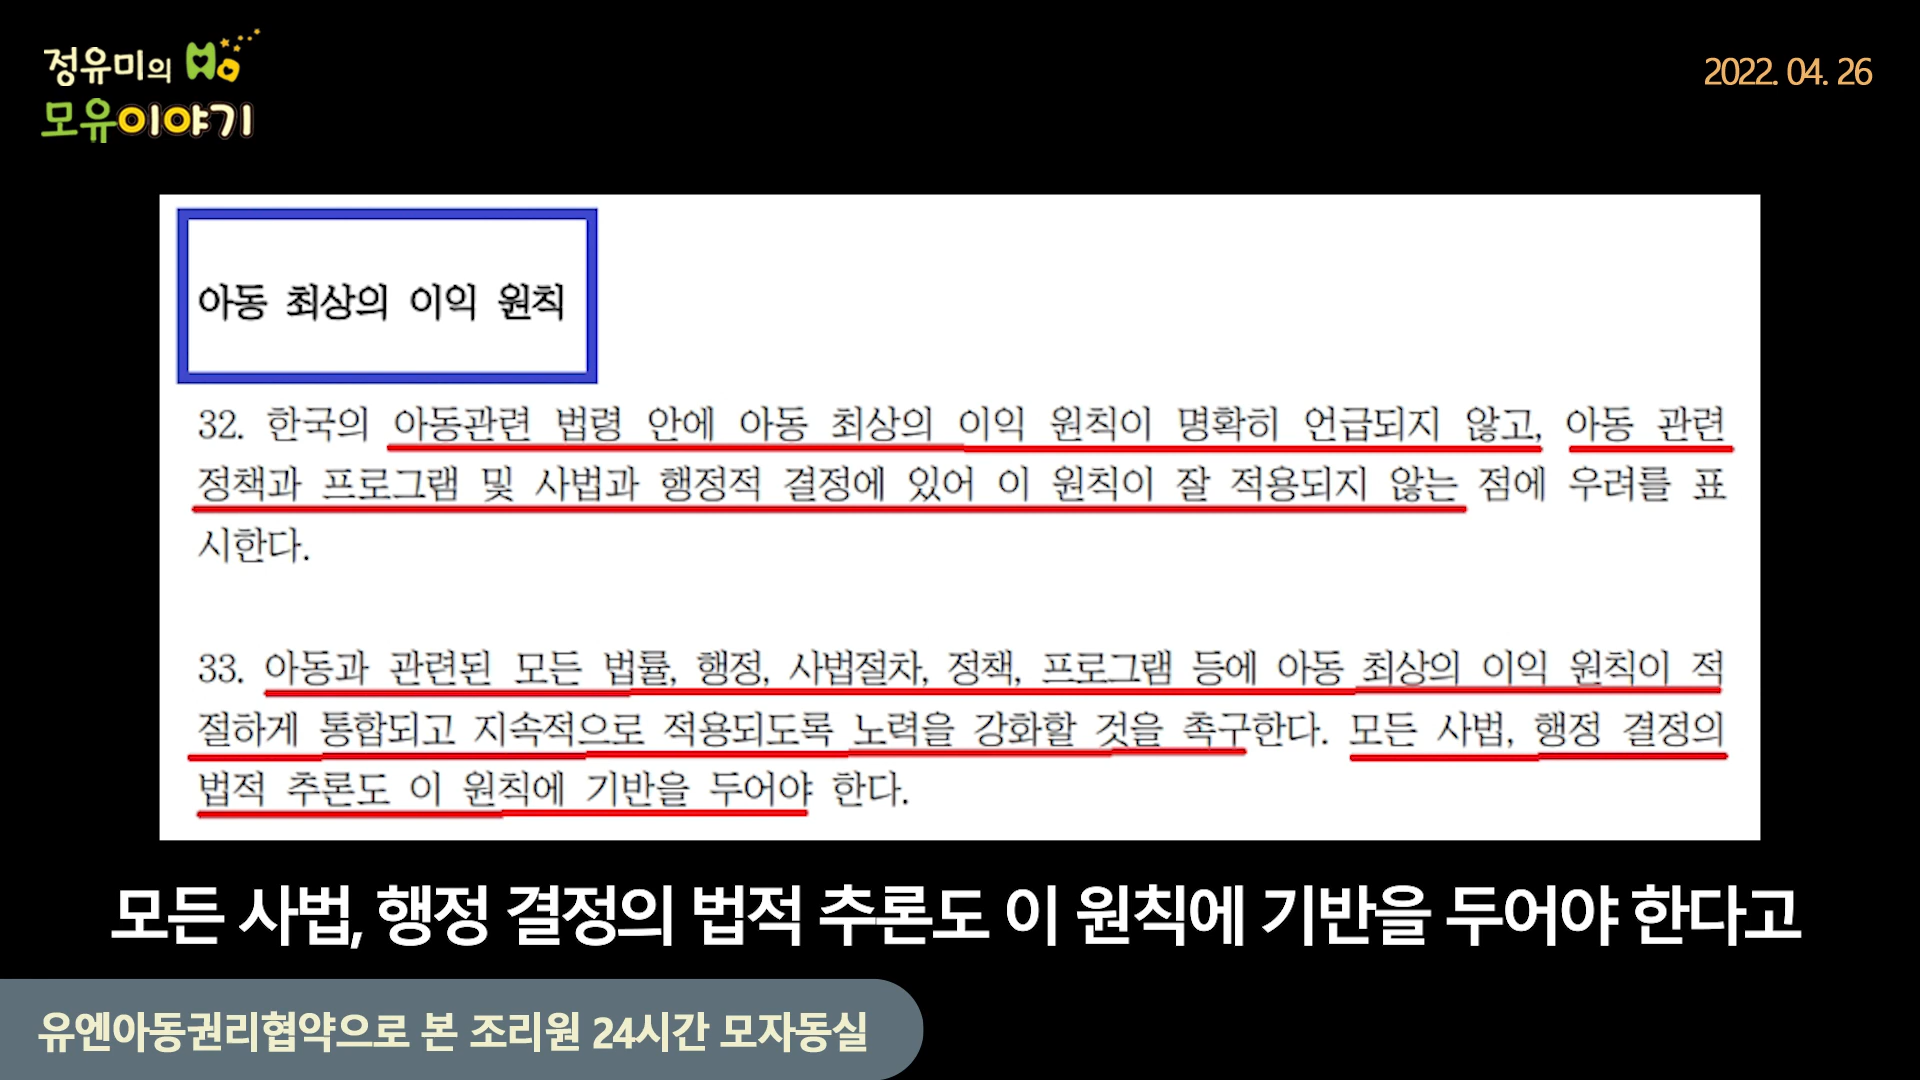 정유미의
모유이야기
2022. 04. 26
아동 최상의 이익 원칙
32. 한국의 아동관련 법령 안에 아동 최상의 이익 원칙이 명확히 언급되지 않고, 아동 관련
정책과 프로그램 및 사법과 행정적 결정에 있어 이 원칙이 잘 적용되지 않는 점에 우려를 표
시한다.
33. 아동과 관련된 모든 법률, 행정, 사법절차, 정책, 프로그램 등에 아동 최상의 이익 원칙이 적
절하게 통합되고 지속적으로 적용되도록 노력을 강화할 것을 촉구한다. 모든 사법, 행정 결정의
법적 추론도 이 원칙에 기반을 두어야 한다.
모든 사법, 행정 결정의 법적 추론도 이 원칙에 기반을 두어야 한다고
유엔아동권리협약으로 본 조리원 24시간 모자동실